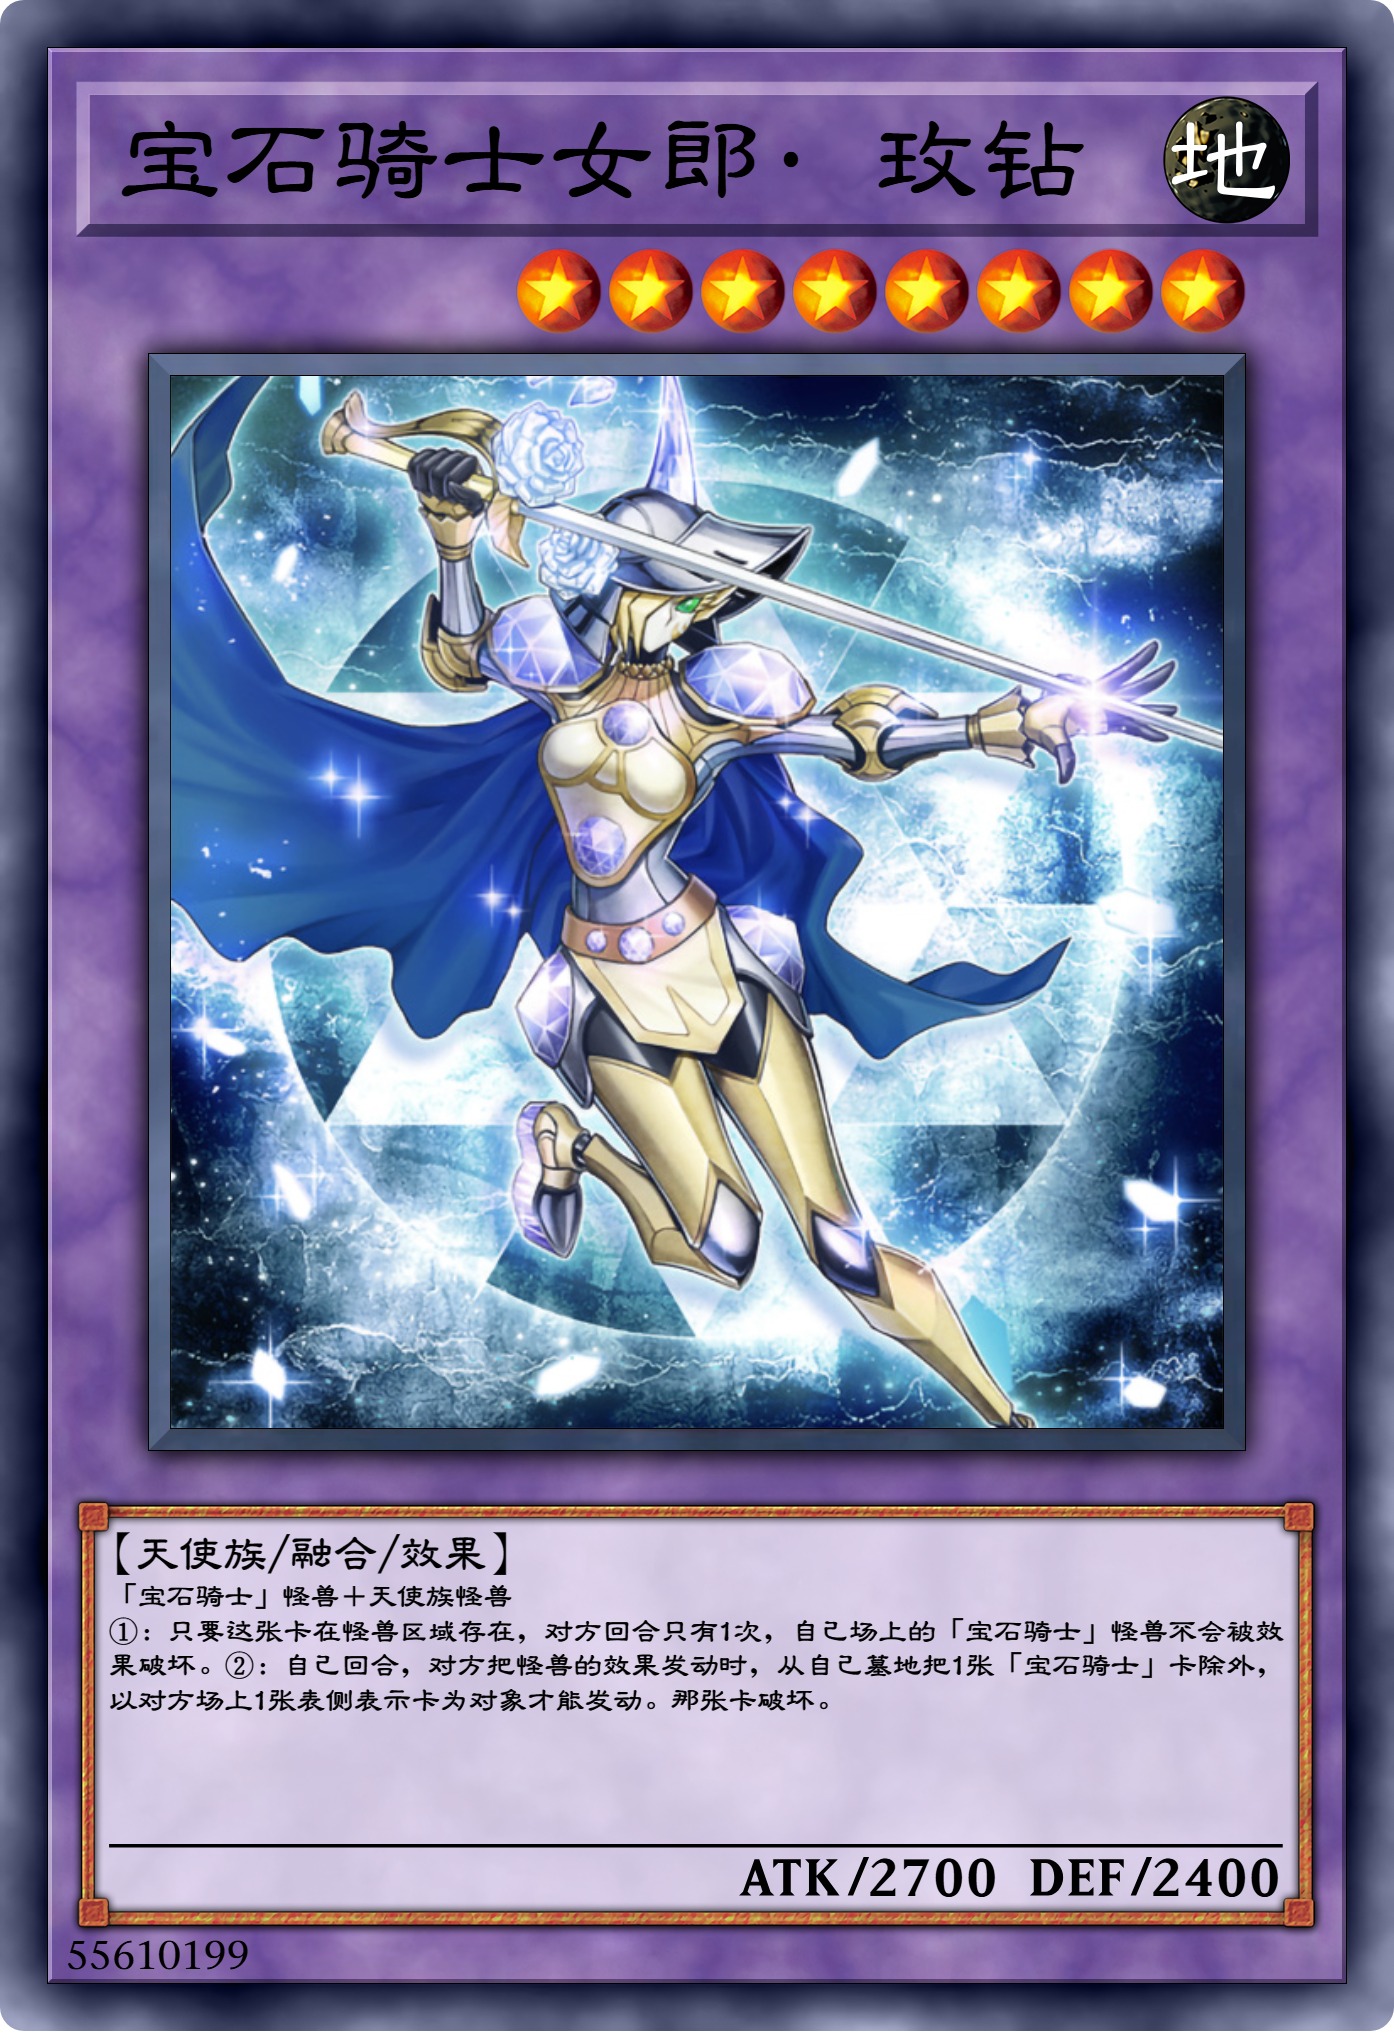 宝石骑士女郎·玫钻
地
【天使族/融合/效果】
「宝石骑士」怪兽＋天使族怪兽
①：只要这张卡在怪兽区域存在，对方回合只有1次，自己场上的「宝石骑士」怪兽不会被效
果破坏。②：自己回合，对方把怪兽的效果发动时，从自己墓地把1张「宝石骑士」卡除外，
以对方场上1张表侧表示卡为对象才能发动。那张卡破坏。
ATK/2700 DEF/2400
55610199